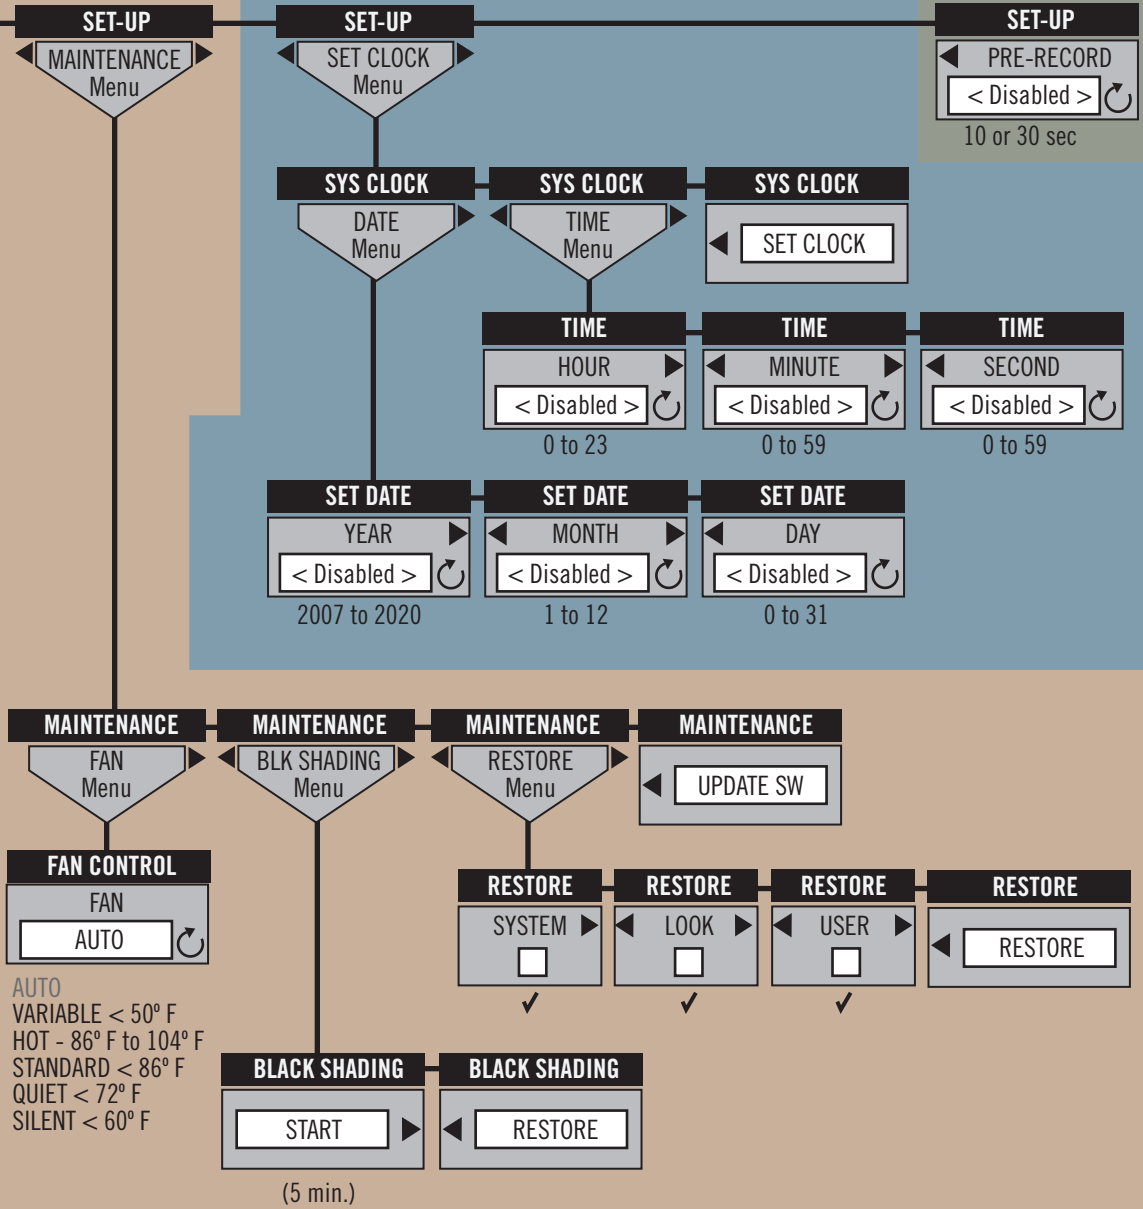 SET-UP
MAINTENANCE
Menu
SET-UP
SET CLOCK
Menu
SET-UP
PRE-RECORD
< Disabled >
10 or 30 sec
SYS CLOCK
DATE
Menu
SYS CLOCK
TIME
Menu
SYS CLOCK
SET CLOCK
TIME
HOUR
< Disabled >
0 to 23
TIME
MINUTE
< Disabled >
0 to 59
TIME
SECOND
< Disabled >
0 to 59
SET DATE
YEAR
< Disabled >
2007 to 2020
SET DATE
MONTH
< Disabled >
1 to 12
SET DATE
DAY
< Disabled >
0 to 31
MAINTENANCE
FAN
Menu
MAINTENANCE
BLK SHADING
Menu
MAINTENANCE
RESTORE
Menu
MAINTENANCE
UPDATE SW
FAN CONTROL
FAN
AUTO
AUTO
VARIABLE < 50º F
HOT - 86º F to 104º F
STANDARD < 86º F
QUIET < 72º F
SILENT < 60º F
RESTORE
SYSTEM
RESTORE
LOOK
RESTORE
USER
RESTORE
RESTORE
BLACK SHADING
START
(5 min.)
BLACK SHADING
RESTORE